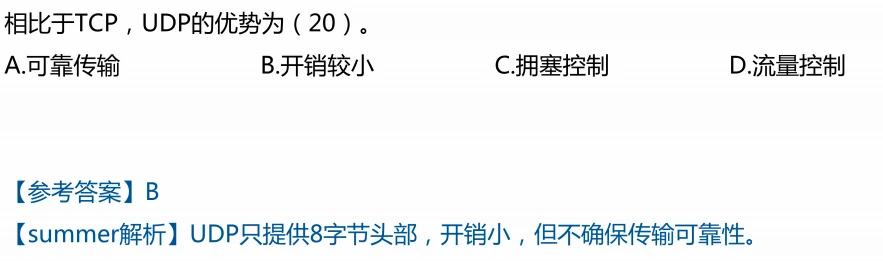 相比于TCP，UDP的优势为（20）。
A.可靠传输 B.开销较小 C.拥塞控制 D.流量控制
【参考答案】B
【summer解析】UDP只提供8字节头部，开销小，但不确保传输可靠性。